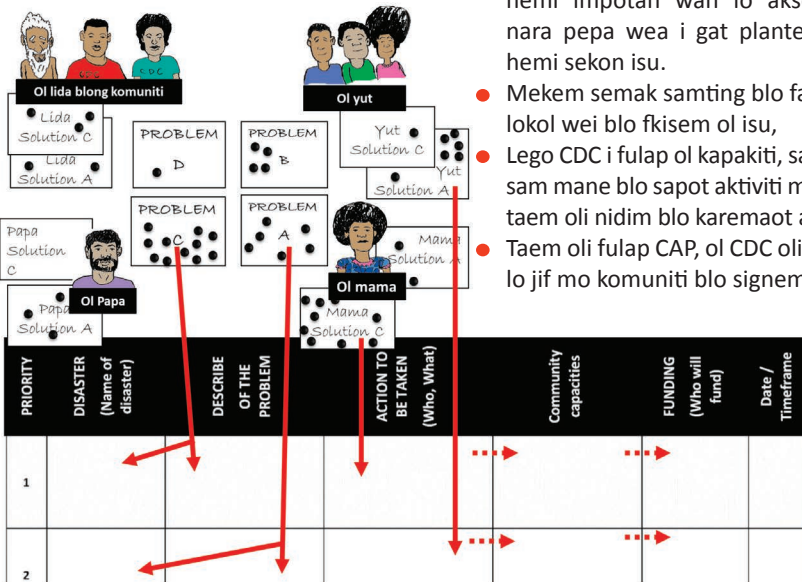 hemi impotan wan lo aks
nara pepa wea i gat plante
hemi sekon isu.
Mekem semak samting blo fa
lokol wei blo fkisem ol isu,
Lego CDC i fulap ol kapakiti, sa
sam mane blo sapot aktiviti m
taem oli nidim blo karemaot a
Taem oli fulap CAP, ol CDC oli
lo jif mo komuniti blo signem
CDC
Ol lida blong komuniti
Lida
Solution C
Lida
Solution A
Ol yut
Yut
Solution C
Yut
Solution A
PROBLEM
D
PROBLEM
B
PROBLEM
C
PROBLEM
A
Papa
Solution
C
Ol Papa
Papa
Solution A
Mama
Solution A
Ol mama
Mama
Solution C
PRIORITY
DISASTER
(Name of
disaster)
DESCRIBE
OF THE
PROBLEM
ACTION TO
BE TAKEN
(Who, What)
Community
capacities
FUNDING
(Who will
fund)
Date /
Timeframe
1
2